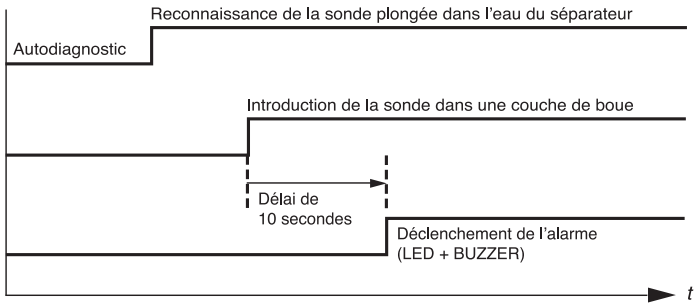 Reconnaissance de la sonde plongée dans l'eau du séparateur
Autodiagnostic
Introduction de la sonde dans une couche de boue
Délai de
10 secondes
Déclenchement de l'alarme
(LED + BUZZER)
t